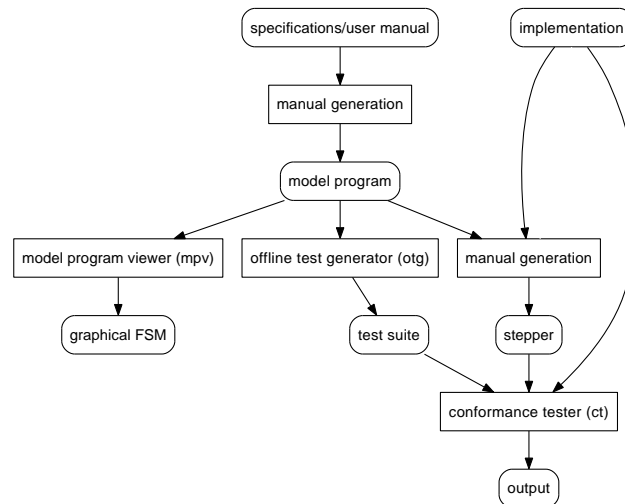 specifications/user manual
implementation
manual generation
model program
model program viewer (mpv)
offline test generator (otg)
manual generation
graphical FSM
test suite
stepper
conformance tester (ct)
output